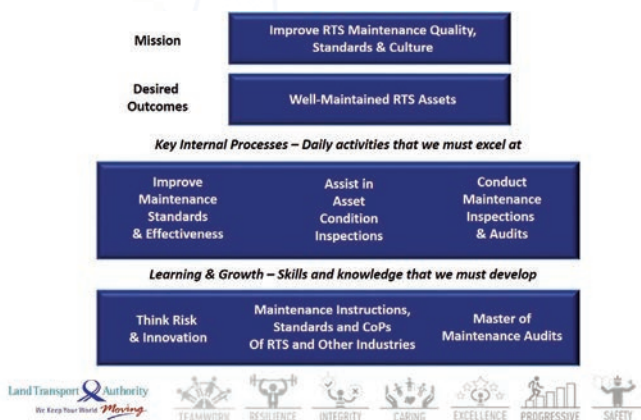 Mission
Improve RTS Maintenance Quality,
Standards & Culture
Desired
Outcomes
Well-Maintained RTS Assets
Key Internal Processes – Daily activities that we must excel at
Improve
Maintenance
Standards
& Effectiveness
Assist in
Asset
Condition
Inspections
Conduct
Maintenance
Inspections
& Audits
Learning & Growth – Skills and knowledge that we must develop
Think Risk
& Innovation
Maintenance Instructions,
Standards and CoPs
Of RTS and Other Industries
Master of
Maintenance Audits
Land Transport Authority
We Keep Your World Moving
TEAMWORK
RESILIENCE
INTEGRITY
CARING
EXCELLENCE
PROGRESSIVE
SAFETY